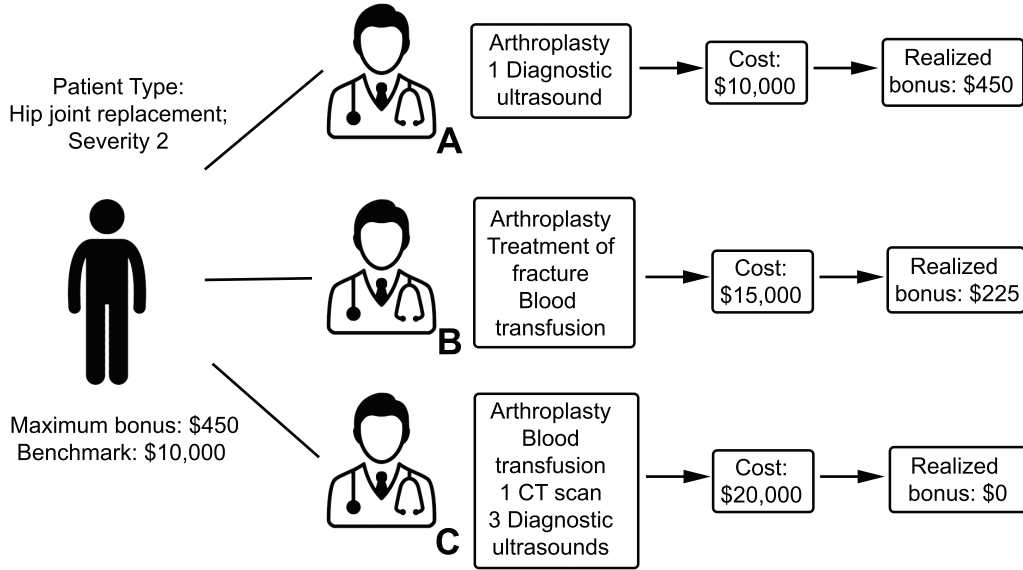 Patient Type:
Hip joint replacement;
Severity 2
Maximum bonus: $450
Benchmark: $10,000
A
Arthroplasty
1 Diagnostic
ultrasound
Cost:
$10,000
Realized
bonus: $450
B
Arthroplasty
Treatment of
fracture
Blood
transfusion
Cost:
$15,000
Realized
bonus: $225
C
Arthroplasty
Blood
transfusion
1 CT scan
3 Diagnostic
ultrasounds
Cost:
$20,000
Realized
bonus: $0